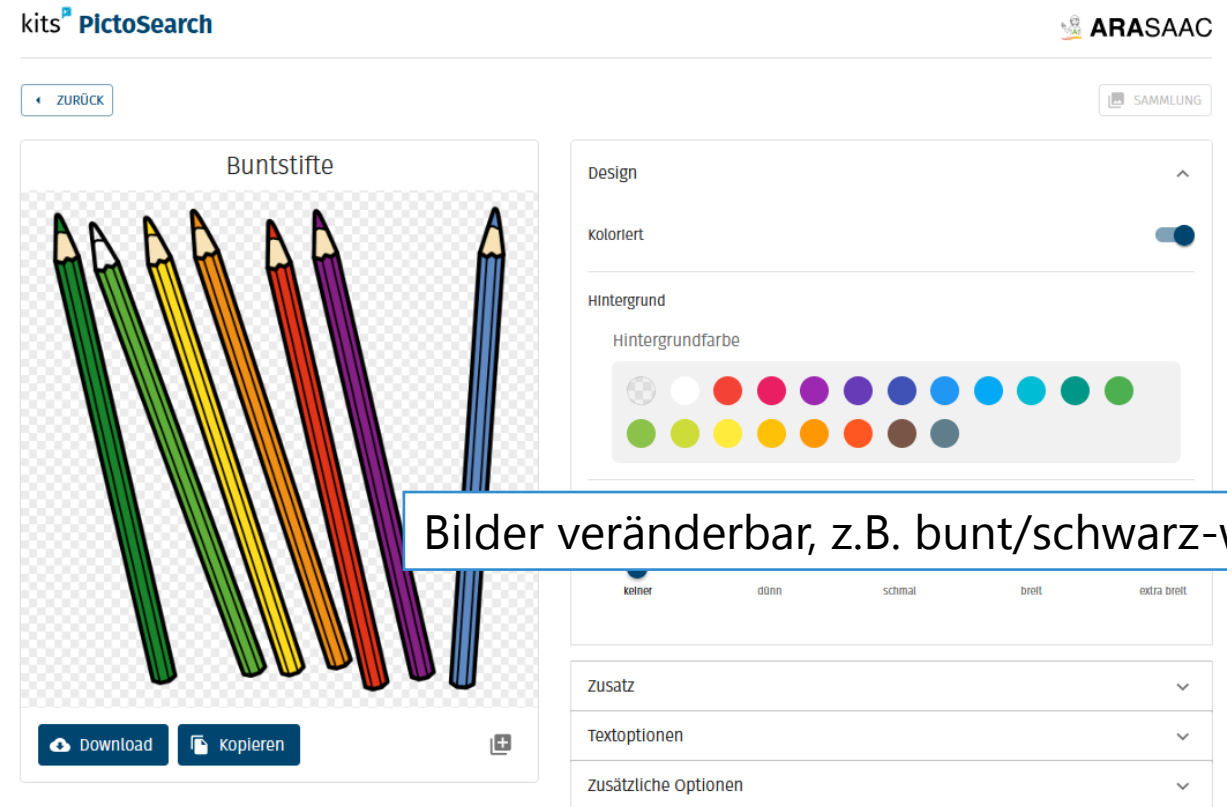 kits PictoSearch
ARASAAC
ZURÜCK
SAMMLUNG
Buntstifte
Design
Koloriert
Hintergrund
Hintergrundfarbe
Bilder veränderbar, z.B. bunt/schwarz-
keiner dünn schmal breit extra breit
Zusatz
Download Kopieren
Textoptionen
Zusätzliche Optionen